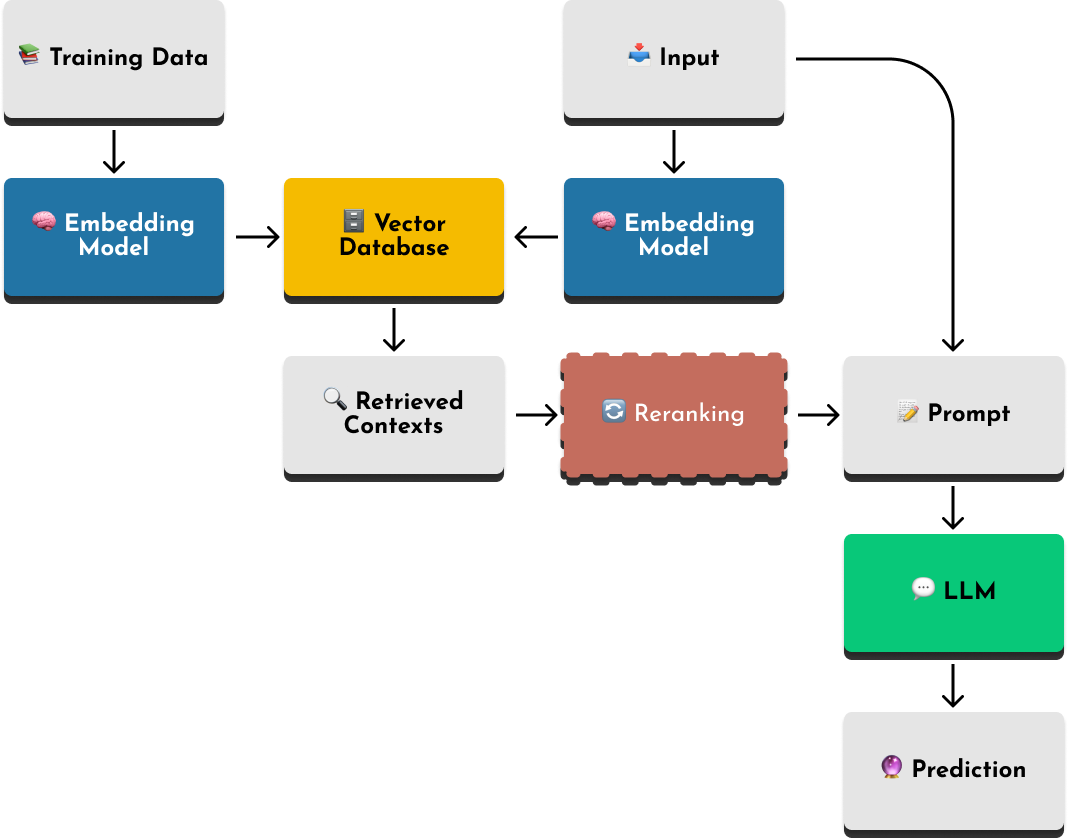 📚 Training Data
📥 Input
🧠 Embedding
Model
🗄️ Vector
Database
🧠 Embedding
Model
🔍 Retrieved
Contexts
🔄 Reranking
📝 Prompt
💬 LLM
🔮 Prediction